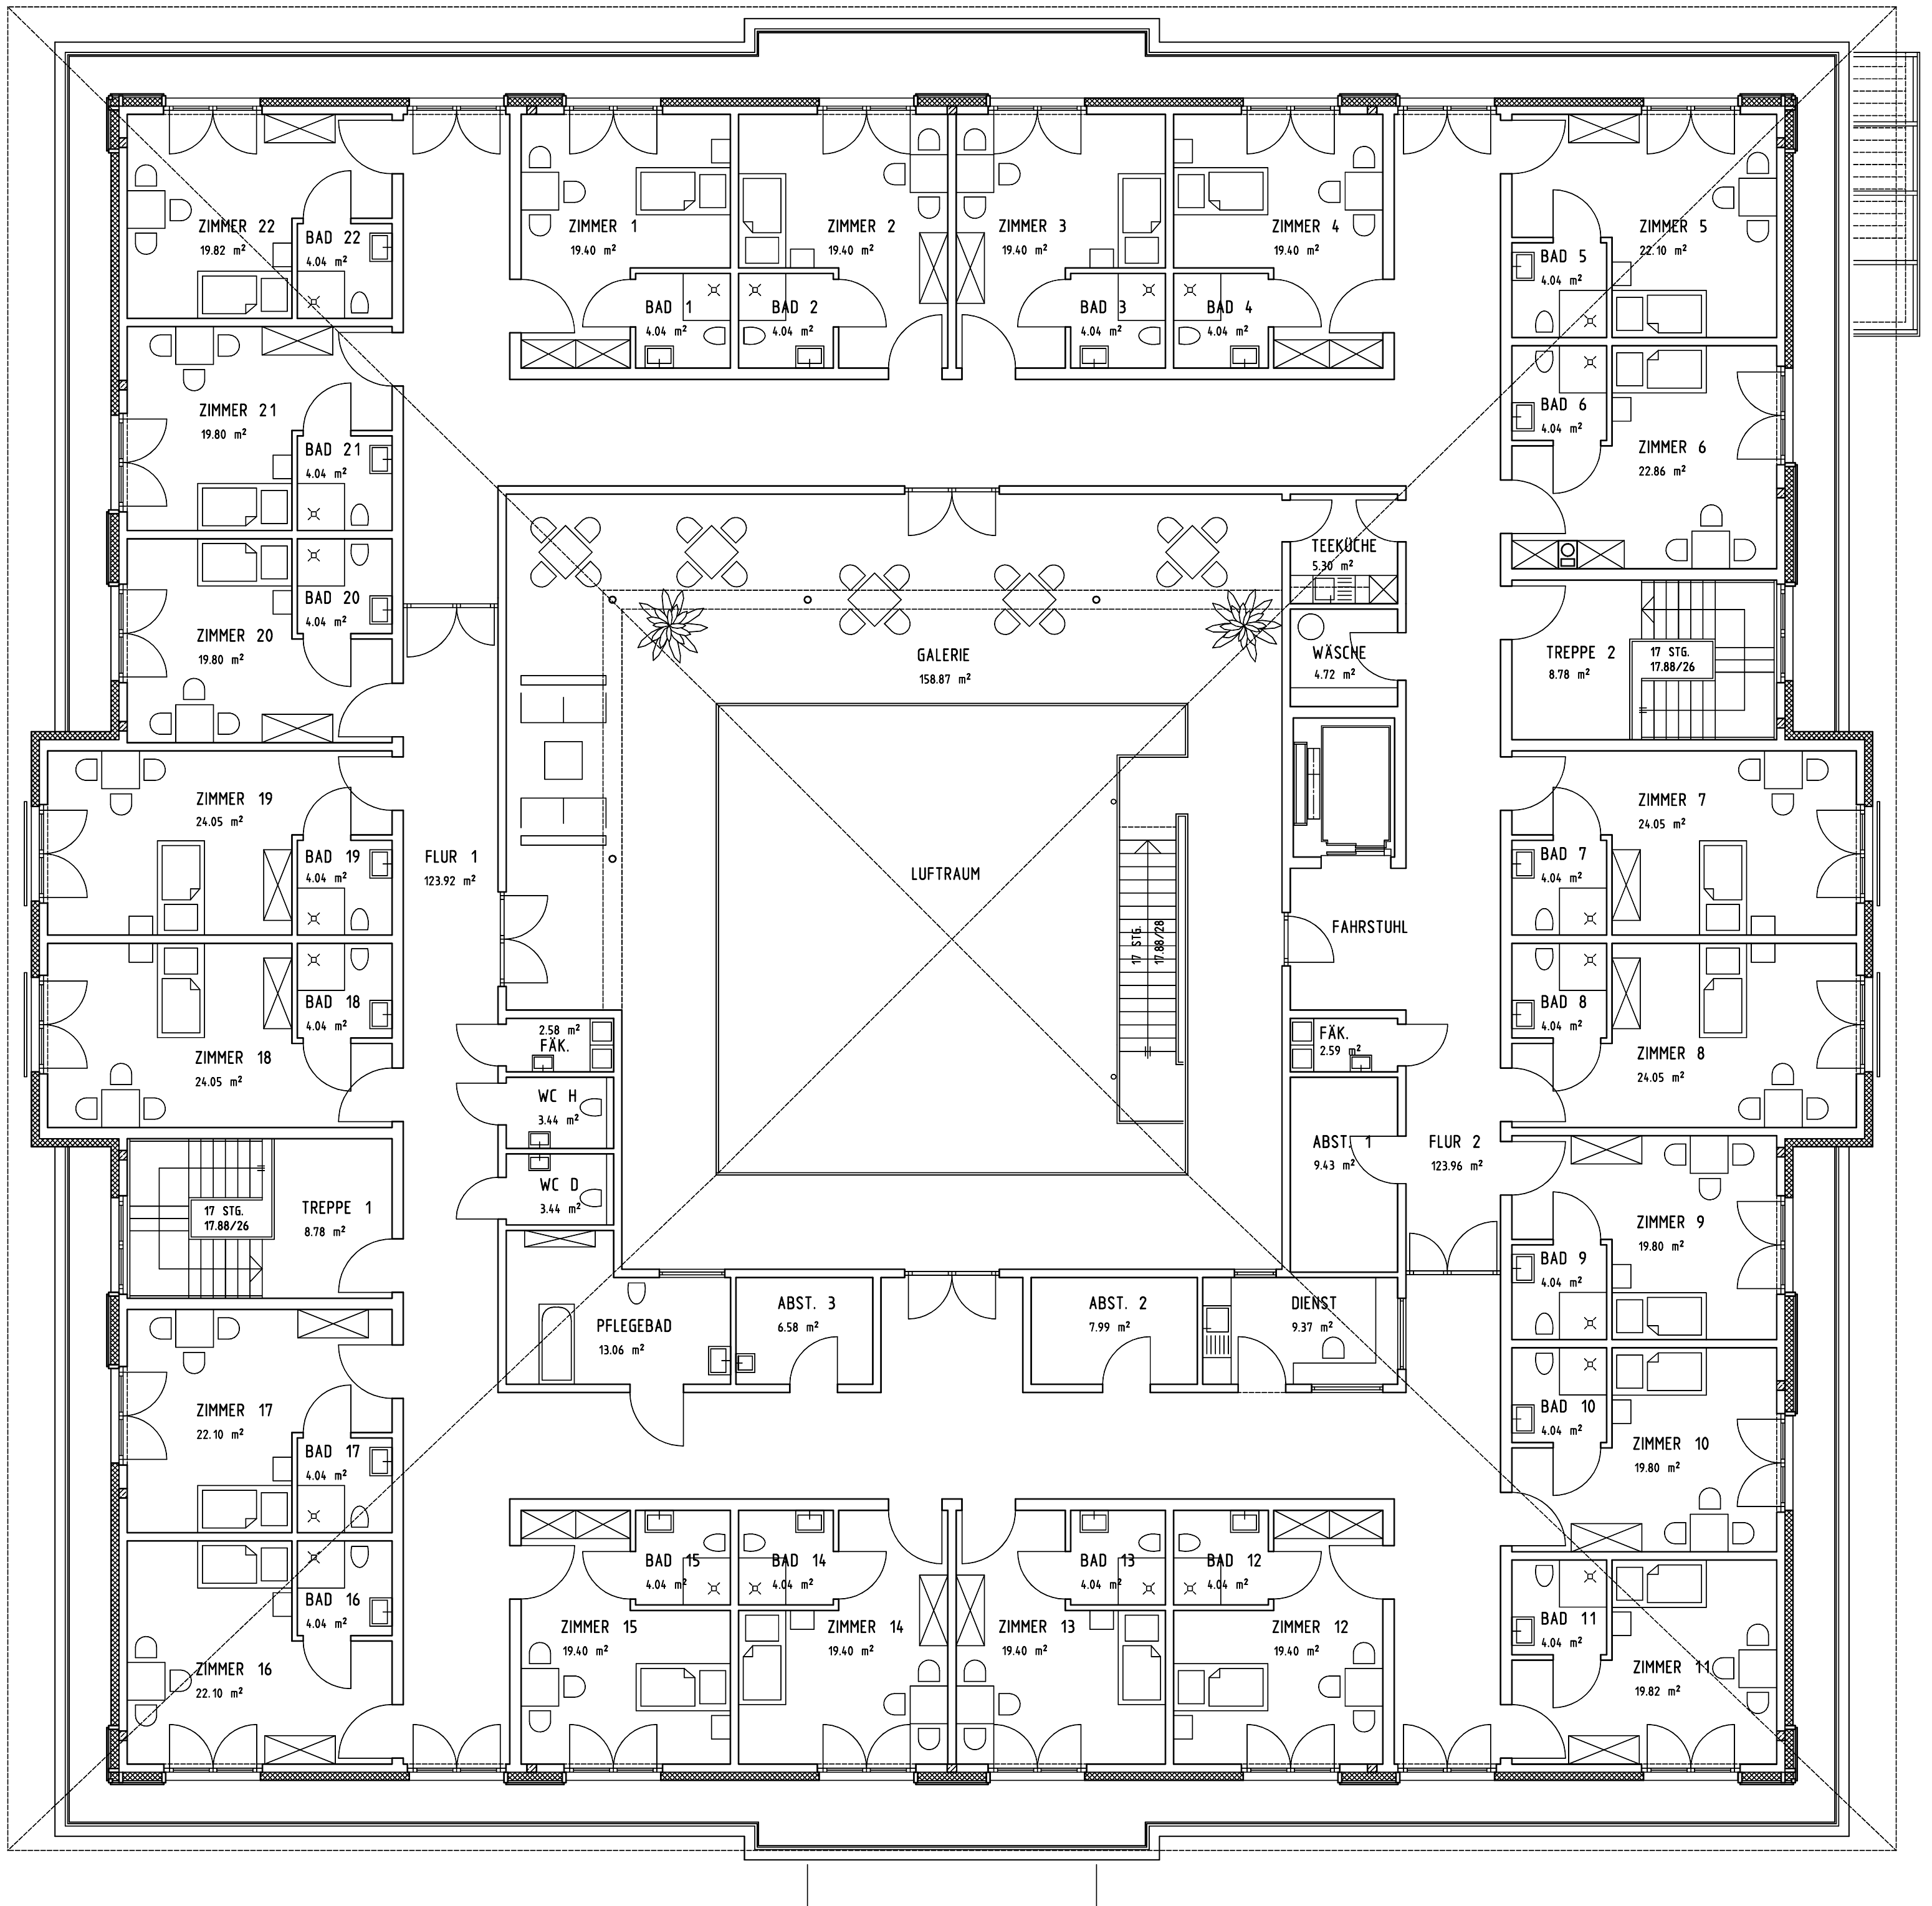 ZIMMER 22
19.82 m²
BAD 22
4.04 m²
ZIMMER 1
19.40 m²
BAD 1
4.04 m²
ZIMMER 2
19.40 m²
BAD 2
4.04 m²
ZIMMER 3
19.40 m²
BAD 3
4.04 m²
ZIMMER 4
19.40 m²
BAD 4
4.04 m²
ZIMMER 5
22.10 m²
BAD 5
4.04 m²
ZIMMER 21
19.80 m²
BAD 21
4.04 m²
BAD 6
4.04 m²
ZIMMER 6
22.86 m²
TEEKÜCHE
5.30 m²
BAD 20
4.04 m²
ZIMMER 20
19.80 m²
GALERIE
158.87 m²
WÄSCHE
4.72 m²
TREPPE 2
8.78 m²
17 STG.
17.88/26
ZIMMER 19
24.05 m²
BAD 19
4.04 m²
FLUR 1
123.92 m²
LUFTRAUM
17 STG.
17.88/28
FAHRSTUHL
ZIMMER 7
24.05 m²
BAD 7
4.04 m²
BAD 18
4.04 m²
ZIMMER 18
24.05 m²
2.58 m²
FÄK.
WC H
3.44 m²
WC D
3.44 m²
FÄK.
2.59 m²
BAD 8
4.04 m²
ZIMMER 8
24.05 m²
ABST. 1
9.43 m²
FLUR 2
123.96 m²
17 STG.
17.88/26
TREPPE 1
8.78 m²
ZIMMER 9
19.80 m²
BAD 9
4.04 m²
PFLEGEBAD
13.06 m²
ABST. 3
6.58 m²
ABST. 2
7.99 m²
DIENST
9.37 m²
ZIMMER 17
22.10 m²
BAD 17
4.04 m²
BAD 10
4.04 m²
ZIMMER 10
19.80 m²
BAD 16
4.04 m²
ZIMMER 16
22.10 m²
BAD 15
4.04 m²
ZIMMER 15
19.40 m²
BAD 14
4.04 m²
ZIMMER 14
19.40 m²
BAD 13
4.04 m²
ZIMMER 13
19.40 m²
BAD 12
4.04 m²
ZIMMER 12
19.40 m²
BAD 11
4.04 m²
ZIMMER 11
19.82 m²